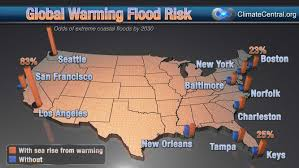 Global Warming Flood Risk
ClimateCentral.org
Odds of extreme coastal floods by 2030
83%
Seattle
San Francisco
Los Angeles
New York
23%
Boston
Baltimore
Norfolk
Charleston
New Orleans
Tampa
25%
Keys
With sea rise from warming
Without